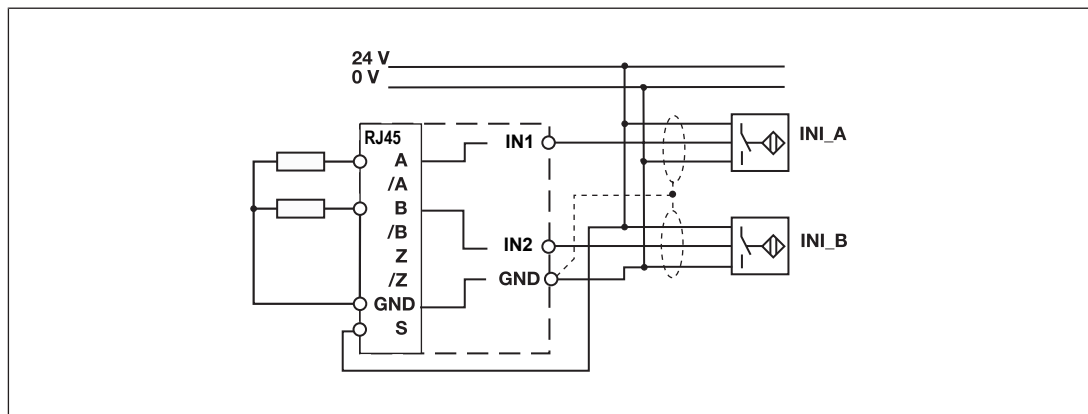 24 V
0 V
RJ45
A
/A
B
/B
Z
/Z
GND
S
IN1
IN2
GND
INI_A
INI_B